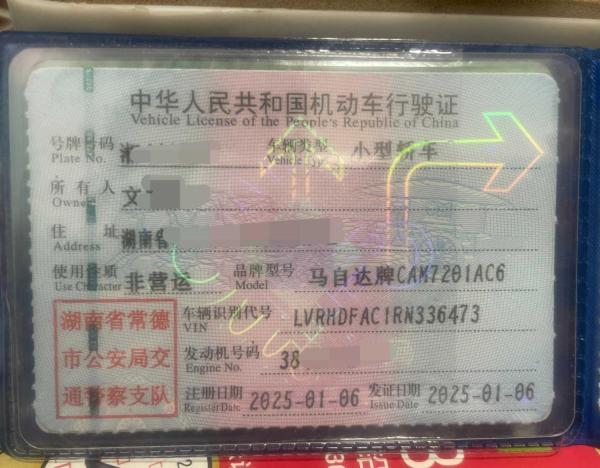 中华人民共和国机动车行驶证
Vehicle License of the People's Republic of China
号牌号码 湘 车辆类型 小型轿车
Plate No. Vehicle Type
所有人 文
Owner
住址 湖南省
Address
使用性质 非营运 品牌型号 马自达牌CAM7201AC6
Use Character Model
湖南省常德
市公安局交
通警察支队
车辆识别代号 LVRHDFAC1RN336473
VIN
发动机号码 38
Engine No.
注册日期 2025-01-06 发证日期 2025-01-06
Register Date Issue Date